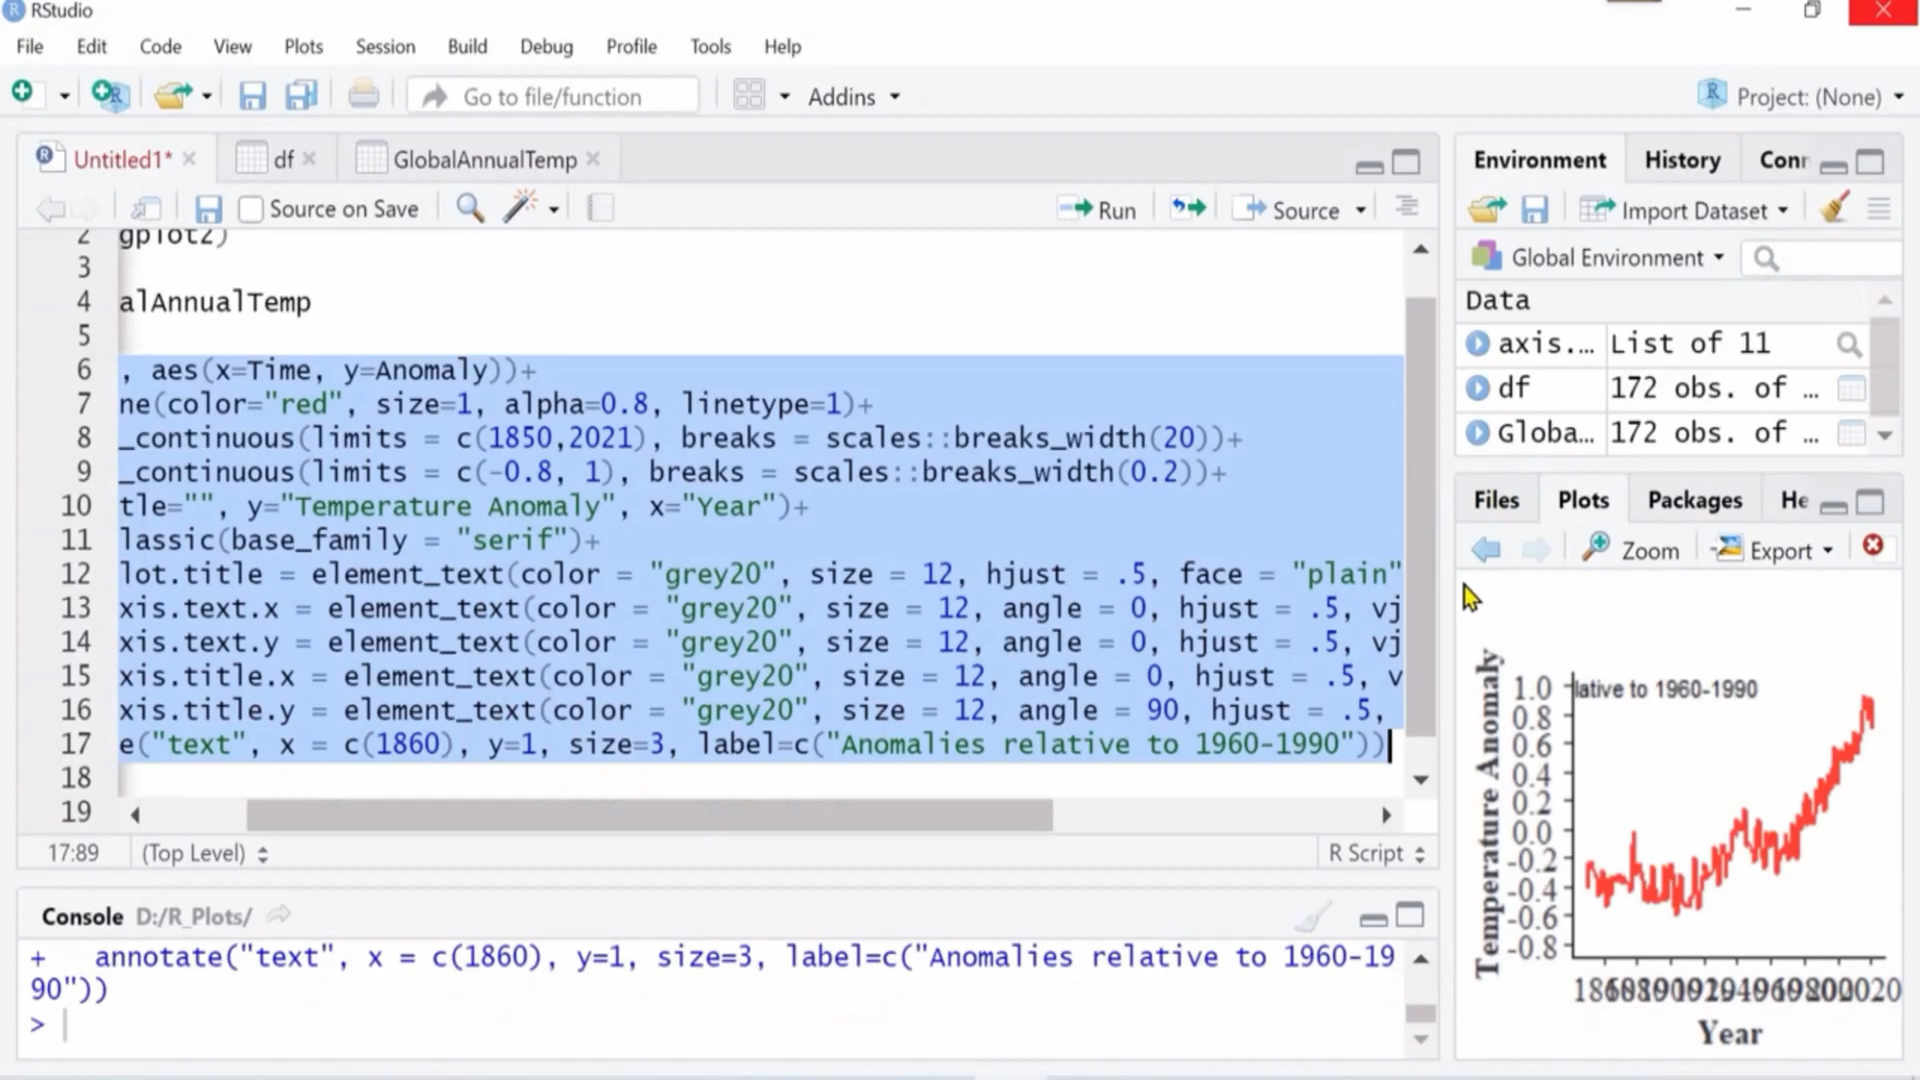 RStudio
File Edit Code View Plots Session Build Debug Profile Tools Help
Go to file/function Addins Project: (None)
Untitled1* df GlobalAnnualTemp
Source on Save Run Source
2 gplot2)
3
4 alAnnualTemp
5
6 , aes(x=Time, y=Anomaly))+
7 ne(color="red", size=1, alpha=0.8, linetype=1)+
8 _continuous(limits = c(1850,2021), breaks = scales::breaks_width(20))+
9 _continuous(limits = c(-0.8, 1), breaks = scales::breaks_width(0.2))+
10 tle="", y="Temperature Anomaly", x="Year")+
11 lassic(base_family = "serif")+
12 lot.title = element_text(color = "grey20", size = 12, hjust = .5, face = "plain"
13 xis.text.x = element_text(color = "grey20", size = 12, angle = 0, hjust = .5, vj
14 xis.text.y = element_text(color = "grey20", size = 12, angle = 0, hjust = .5, vj
15 xis.title.x = element_text(color = "grey20", size = 12, angle = 0, hjust = .5, v
16 xis.title.y = element_text(color = "grey20", size = 12, angle = 90, hjust = .5,
17 e("text", x = c(1860), y=1, size=3, label=c("Anomalies relative to 1960-1990"))
18
19
17:89 (Top Level) R Script
Console D:/R_Plots/
+ annotate("text", x = c(1860), y=1, size=3, label=c("Anomalies relative to 1960-19
90"))
>
Environment History Conr
Import Dataset
Global Environment
Data
axis.... List of 11
df 172 obs. of ...
Globa... 172 obs. of ...
Files Plots Packages He
Zoom Export
Temperature Anomaly
lative to 1960-1990
1.0
0.8
0.6
0.4
0.2
0.0
-0.2
-0.4
-0.6
-0.8
Year